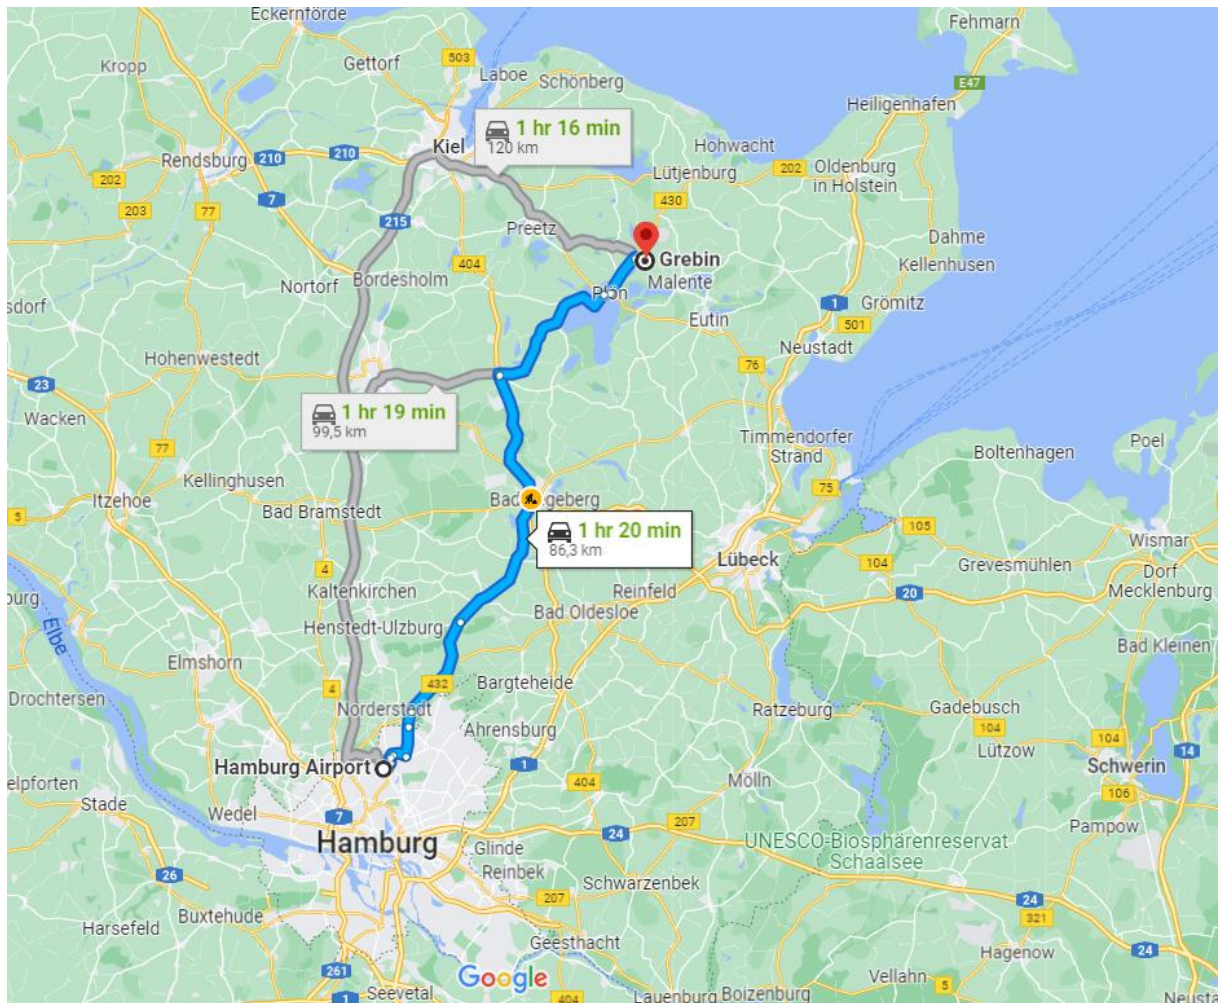 Eckernförde
Fehmarn
Kropp
Gettorf
503
Laboe
Schönberg
E47
Heiligenhafen
1 hr 16 min
120 km
Kiel
Rendsburg
210
210
Hohwacht
202
Oldenburg
in Holstein
Lütjenburg
202
7
203
77
215
430
Preetz
Dahme
Kellenhusen
404
Grebin
Malente
Bordesholm
Nortorf
Plön
sdorf
1
Grömitz
Eutin
501
Neustadt
Hohenwestedt
76
23
Wacken
1 hr 19 min
99,5 km
77
Timmendorfer
Strand
Boltenhagen
Poel
Kellinghusen
Itzehoe
75
Bad Bramstedt
5
105
Wismar
1 hr 20 min
86,3 km
Lübeck
4
104
Grevesmühlen
Dorf
Mecklenburg
Kaltenkirchen
Reinfeld
20
burg
Elbe
Bad Oldesloe
Henstedt-Ulzburg
Bad Kleinen
Elmshorn
432
Bargteheide
4
Drochtersen
Norderstedt
Ratzeburg
Gadebusch
Ahrensburg
104
104
Lützow
14
Hamburg Airport
1
Schwerin
elpforten
404
Mölln
106
Stade
Wedel
7
207
Pampow
24
Hamburg
Glinde
UNESCO-Biosphärenreservat
Schaalsee
Reinbek
26
Schwarzenbek
207
24
Buxtehude
321
Harsefeld
Geesthacht
24
Hagenow
261
Google
Vellahn
5
1
Seevetal
404
Lauenburg
Boizenburg
Neusta